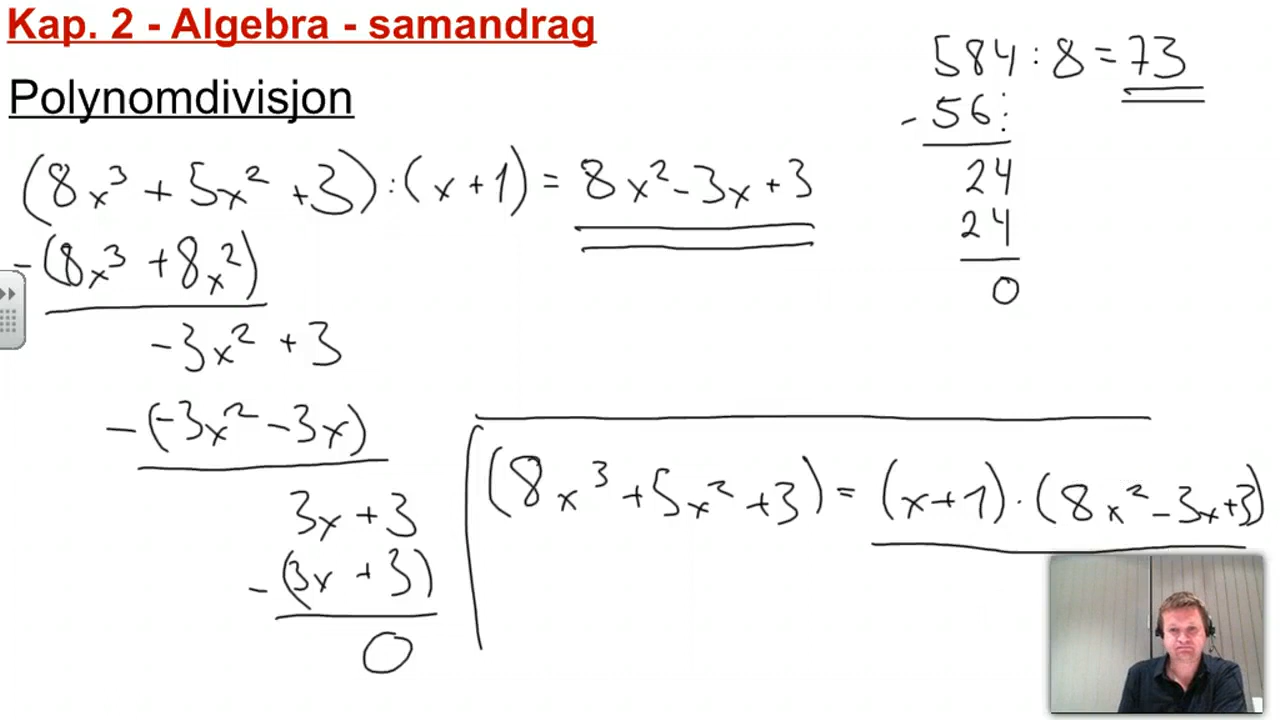 Kap. 2 - Algebra - samandrag
Polynomdivisjon
(8x³ + 5x² + 3) : (x + 1) = 8x² - 3x + 3
- (8x³ + 8x²)
- 3x² + 3
- (-3x² - 3x)
3x + 3
- (3x + 3)
0
584 : 8 = 73
- 56
24
24
0
(8x³ + 5x² + 3) = (x + 1) · (8x² - 3x + 3)